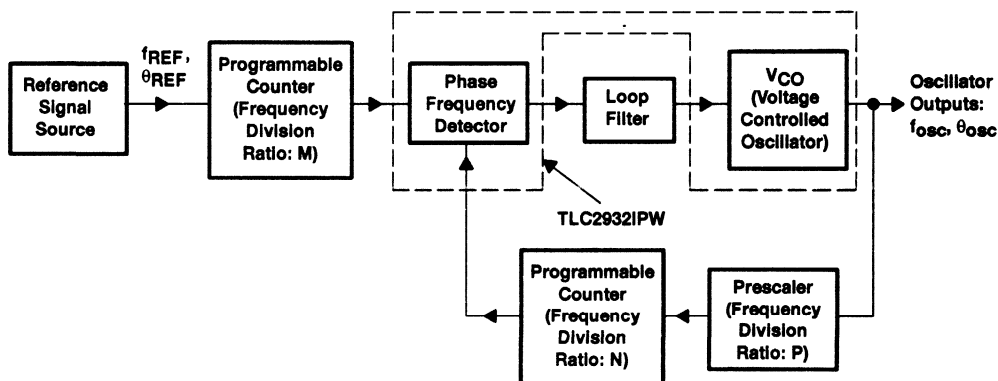 Reference
Signal
Source
fREF,
θREF
Programmable
Counter
(Frequency
Division
Ratio: M)
Phase
Frequency
Detector
Loop
Filter
VCO
(Voltage
Controlled
Oscillator)
Oscillator
Outputs:
fosc, θosc
TLC2932IPW
Programmable
Counter
(Frequency
Division
Ratio: N)
Prescaler
(Frequency
Division
Ratio: P)